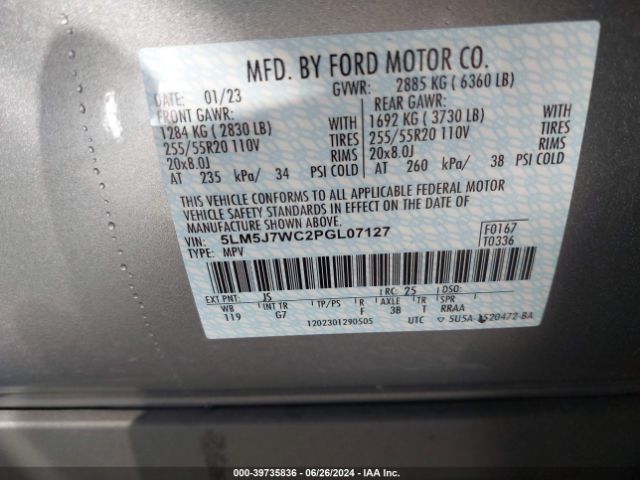 MFD. BY FORD MOTOR CO.
DATE: 01/23 GVWR: 2885 KG ( 6360 LB)
FRONT GAWR: REAR GAWR:
1284 KG ( 2830 LB) WITH 1692 KG ( 3730 LB) WITH
255/55R20 110V TIRES 255/55R20 110V TIRES
20x8.0J RIMS 20x8.0J RIMS
AT 235 kPa/ 34 PSI COLD AT 260 kPa/ 38 PSI COLD
THIS VEHICLE CONFORMS TO ALL APPLICABLE FEDERAL MOTOR
VEHICLE SAFETY STANDARDS IN EFFECT ON THE DATE OF
MANUFACTURE SHOWN ABOVE.
VIN: 5LM5J7WC2PGL07127 F0167
TYPE: MPV T0336
EXT PNT: JS RC: 25 DSO:
WB INT TR TP/PS R AXLE TR SPR
119 G7 F 3B T RRAA
1202301290505 UTC 5U5A- 520472-BA
000-39735836 - 06/26/2024 - IAA Inc.